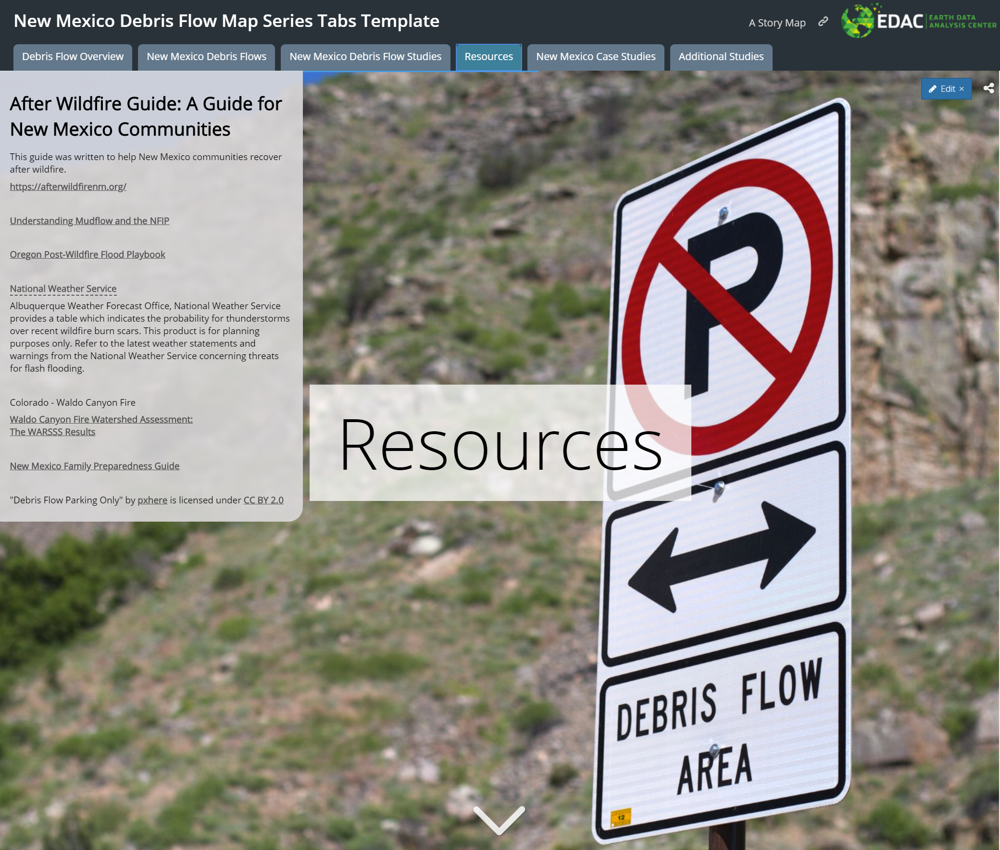 New Mexico Debris Flow Map Series Tabs Template
A Story Map
EDAC
EARTH DATA
ANALYSIS CENTER
Debris Flow Overview
New Mexico Debris Flows
New Mexico Debris Flow Studies
Resources
New Mexico Case Studies
Additional Studies
Edit ×
After Wildfire Guide: A Guide for
New Mexico Communities
This guide was written to help New Mexico communities recover
after wildfire.
https://afterwildfirenm.org/
Understanding Mudflow and the NFIP
Oregon Post-Wildfire Flood Playbook
National Weather Service
Albuquerque Weather Forecast Office, National Weather Service
provides a table which indicates the probability for thunderstorms
over recent wildfire burn scars. This product is for planning
purposes only. Refer to the latest weather statements and
warnings from the National Weather Service concerning threats
for flash flooding.
Colorado - Waldo Canyon Fire
Waldo Canyon Fire Watershed Assessment:
The WARSSS Results
New Mexico Family Preparedness Guide
"Debris Flow Parking Only" by pxhere is licensed under CC BY 2.0
Resources
P
DEBRIS FLOW
AREA
12